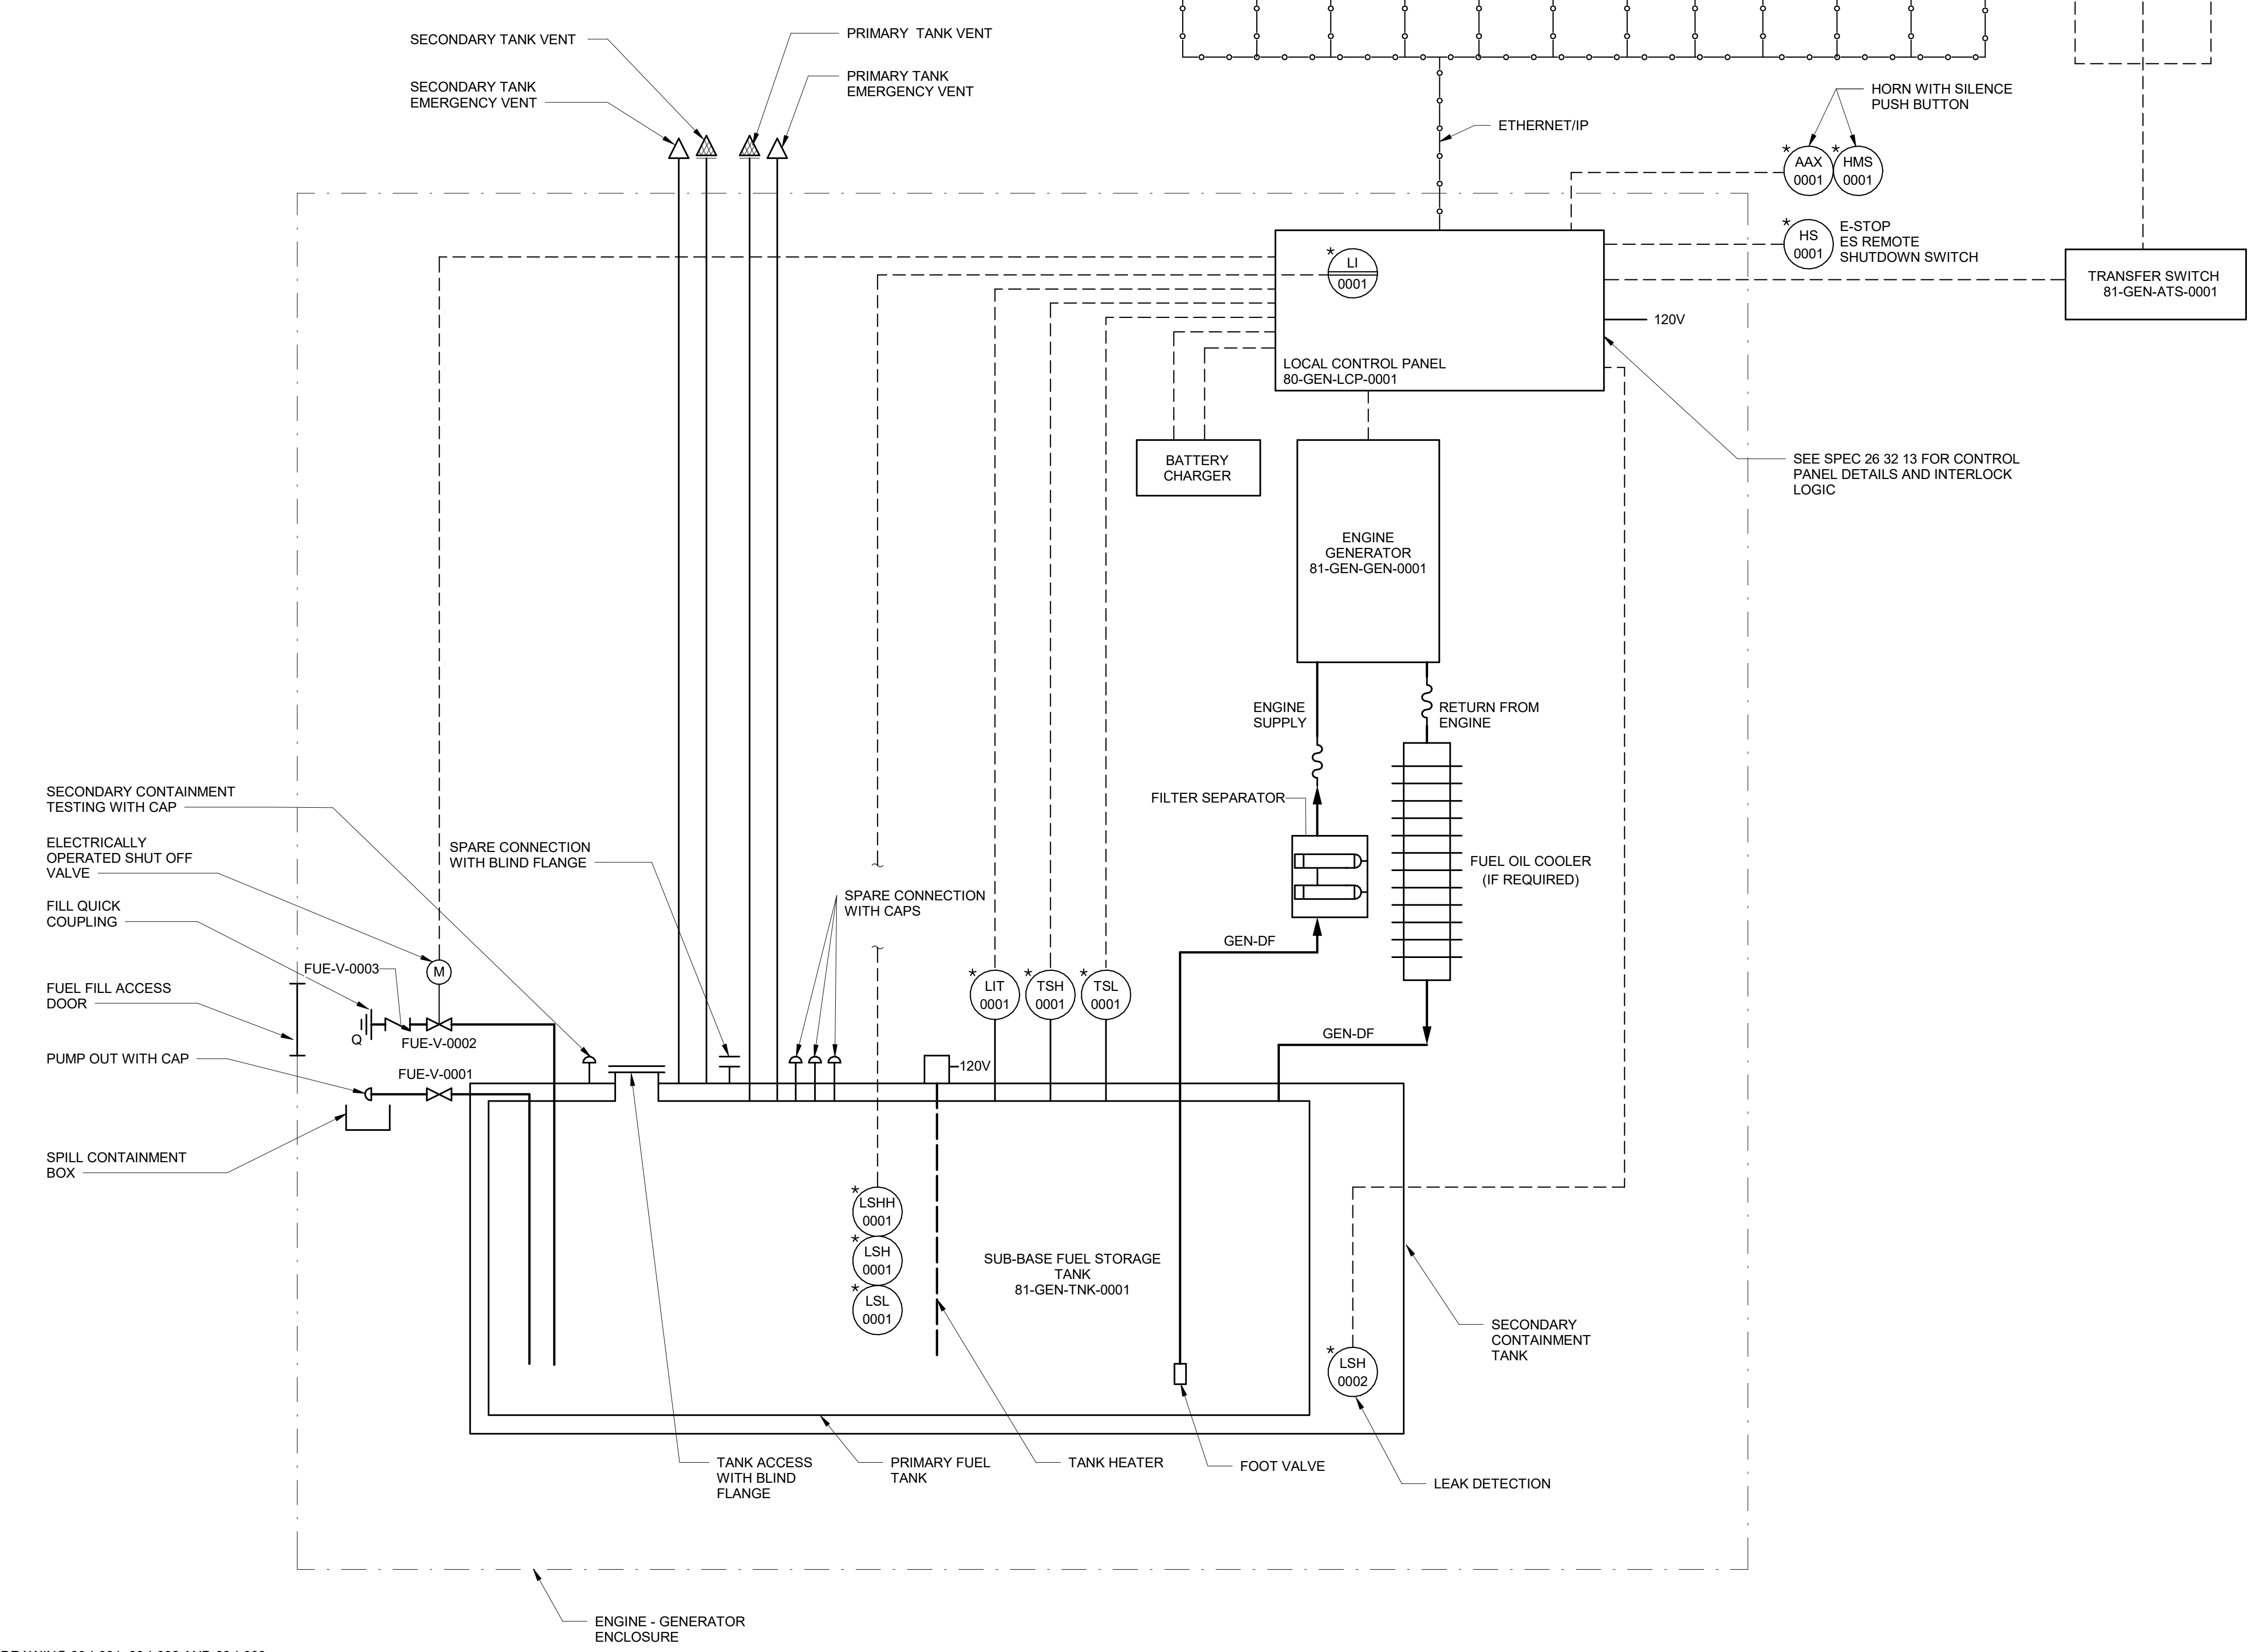 SECONDARY TANK VENT
PRIMARY TANK VENT
SECONDARY TANK
EMERGENCY VENT
PRIMARY TANK
EMERGENCY VENT
ETHERNET/IP
HORN WITH SILENCE
PUSH BUTTON
* AAX
0001
* HMS
0001
* HS
0001
E-STOP
ES REMOTE
SHUTDOWN SWITCH
* LI
0001
TRANSFER SWITCH
81-GEN-ATS-0001
120V
LOCAL CONTROL PANEL
80-GEN-LCP-0001
BATTERY
CHARGER
SEE SPEC 26 32 13 FOR CONTROL
PANEL DETAILS AND INTERLOCK
LOGIC
ENGINE
GENERATOR
81-GEN-GEN-0001
ENGINE
SUPPLY
RETURN FROM
ENGINE
SECONDARY CONTAINMENT
TESTING WITH CAP
FILTER SEPARATOR
ELECTRICALLY
OPERATED SHUT OFF
VALVE
SPARE CONNECTION
WITH BLIND FLANGE
FUEL OIL COOLER
(IF REQUIRED)
SPARE CONNECTION
WITH CAPS
FILL QUICK
COUPLING
GEN-DF
FUE-V-0003
M
* LIT
0001
* TSH
0001
* TSL
0001
FUEL FILL ACCESS
DOOR
Q
FUE-V-0002
GEN-DF
PUMP OUT WITH CAP
FUE-V-0001
120V
SPILL CONTAINMENT
BOX
* LSHH
0001
* LSH
0001
* LSL
0001
SUB-BASE FUEL STORAGE
TANK
81-GEN-TNK-0001
SECONDARY
CONTAINMENT
TANK
* LSH
0002
TANK ACCESS
WITH BLIND
FLANGE
PRIMARY FUEL
TANK
TANK HEATER
FOOT VALVE
LEAK DETECTION
ENGINE - GENERATOR
ENCLOSURE